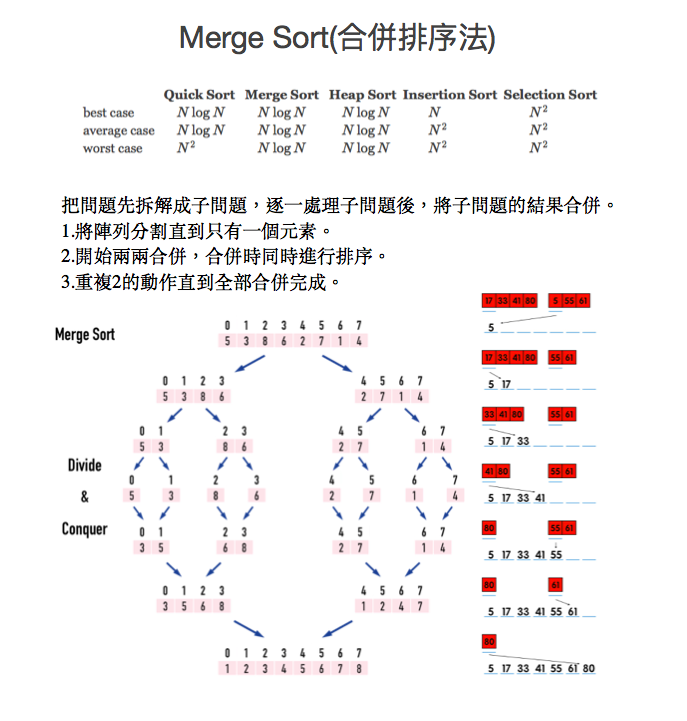 Merge Sort(合併排序法)
Quick Sort Merge Sort Heap Sort Insertion Sort Selection Sort
best case N log N N log N N log N N N²
average case N log N N log N N log N N² N²
worst case N² N log N N log N N² N²
把問題先拆解成子問題，逐一處理子問題後，將子問題的結果合併。
1.將陣列分割直到只有一個元素。
2.開始兩兩合併，合併時同時進行排序。
3.重複2的動作直到全部合併完成。
Merge Sort
0 1 2 3 4 5 6 7
5 3 8 6 2 7 1 4
0 1 2 3 4 5 6 7
5 3 8 6 2 7 1 4
0 1 2 3 4 5 6 7
5 3 8 6 2 7 1 4
Divide
&
Conquer
0 1 2 3 4 5 6 7
5 3 8 6 2 7 1 4
0 1 2 3 4 5 6 7
3 5 6 8 2 7 1 4
0 1 2 3 4 5 6 7
3 5 6 8 1 2 4 7
0 1 2 3 4 5 6 7
1 2 3 4 5 6 7 8
17 33 41 80 5 55 61
5
17 33 41 80 55 61
5 17
33 41 80 55 61
5 17 33
41 80 55 61
5 17 33 41
80 55 61
5 17 33 41 55
80 61
5 17 33 41 55 61
80
5 17 33 41 55 61 80